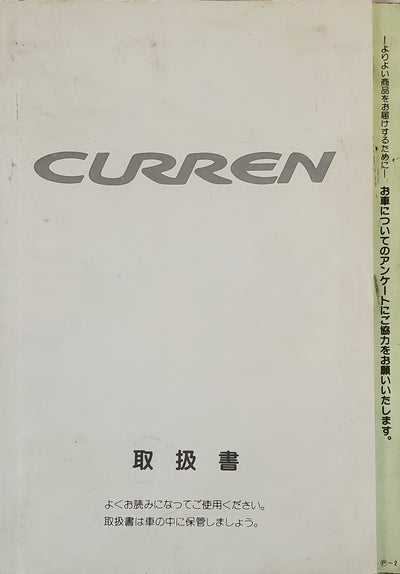 CURREN
取扱書
よくお読みになってご使用ください。
取扱書は車の中に保管しましょう。
―よりよい商品をお届けするために― お車についてのアンケートにご協力をお願いいたします。
Ⓟ-2